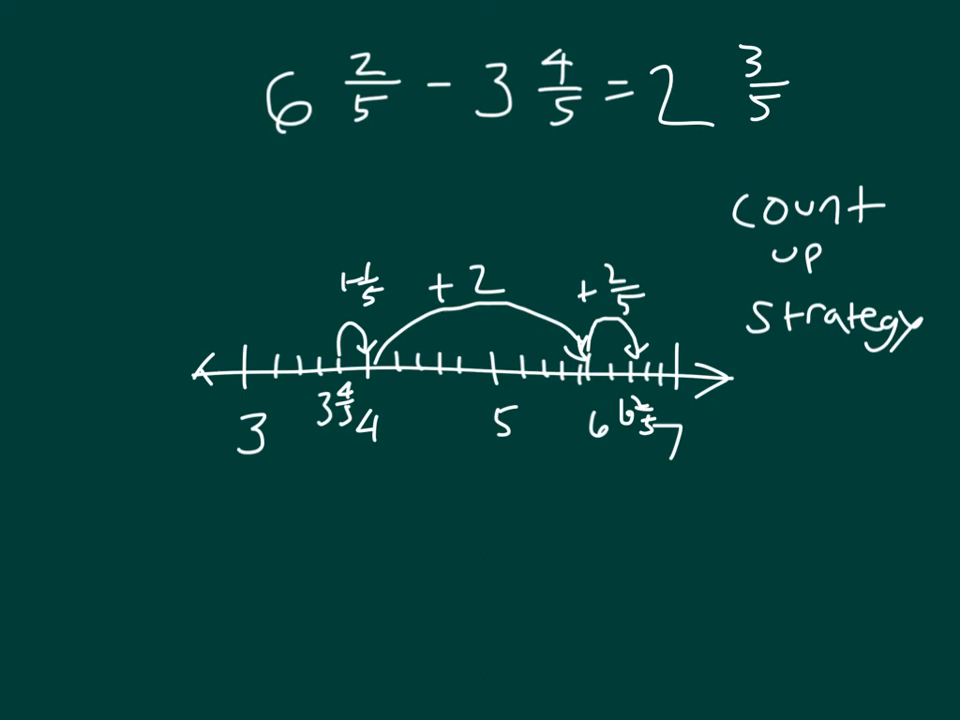 6 2/5 - 3 4/5 = 2 3/5
count
up
strategy
+1/5 +2 +2/5
3 3 4/5 4 5 6 6 2/5 7